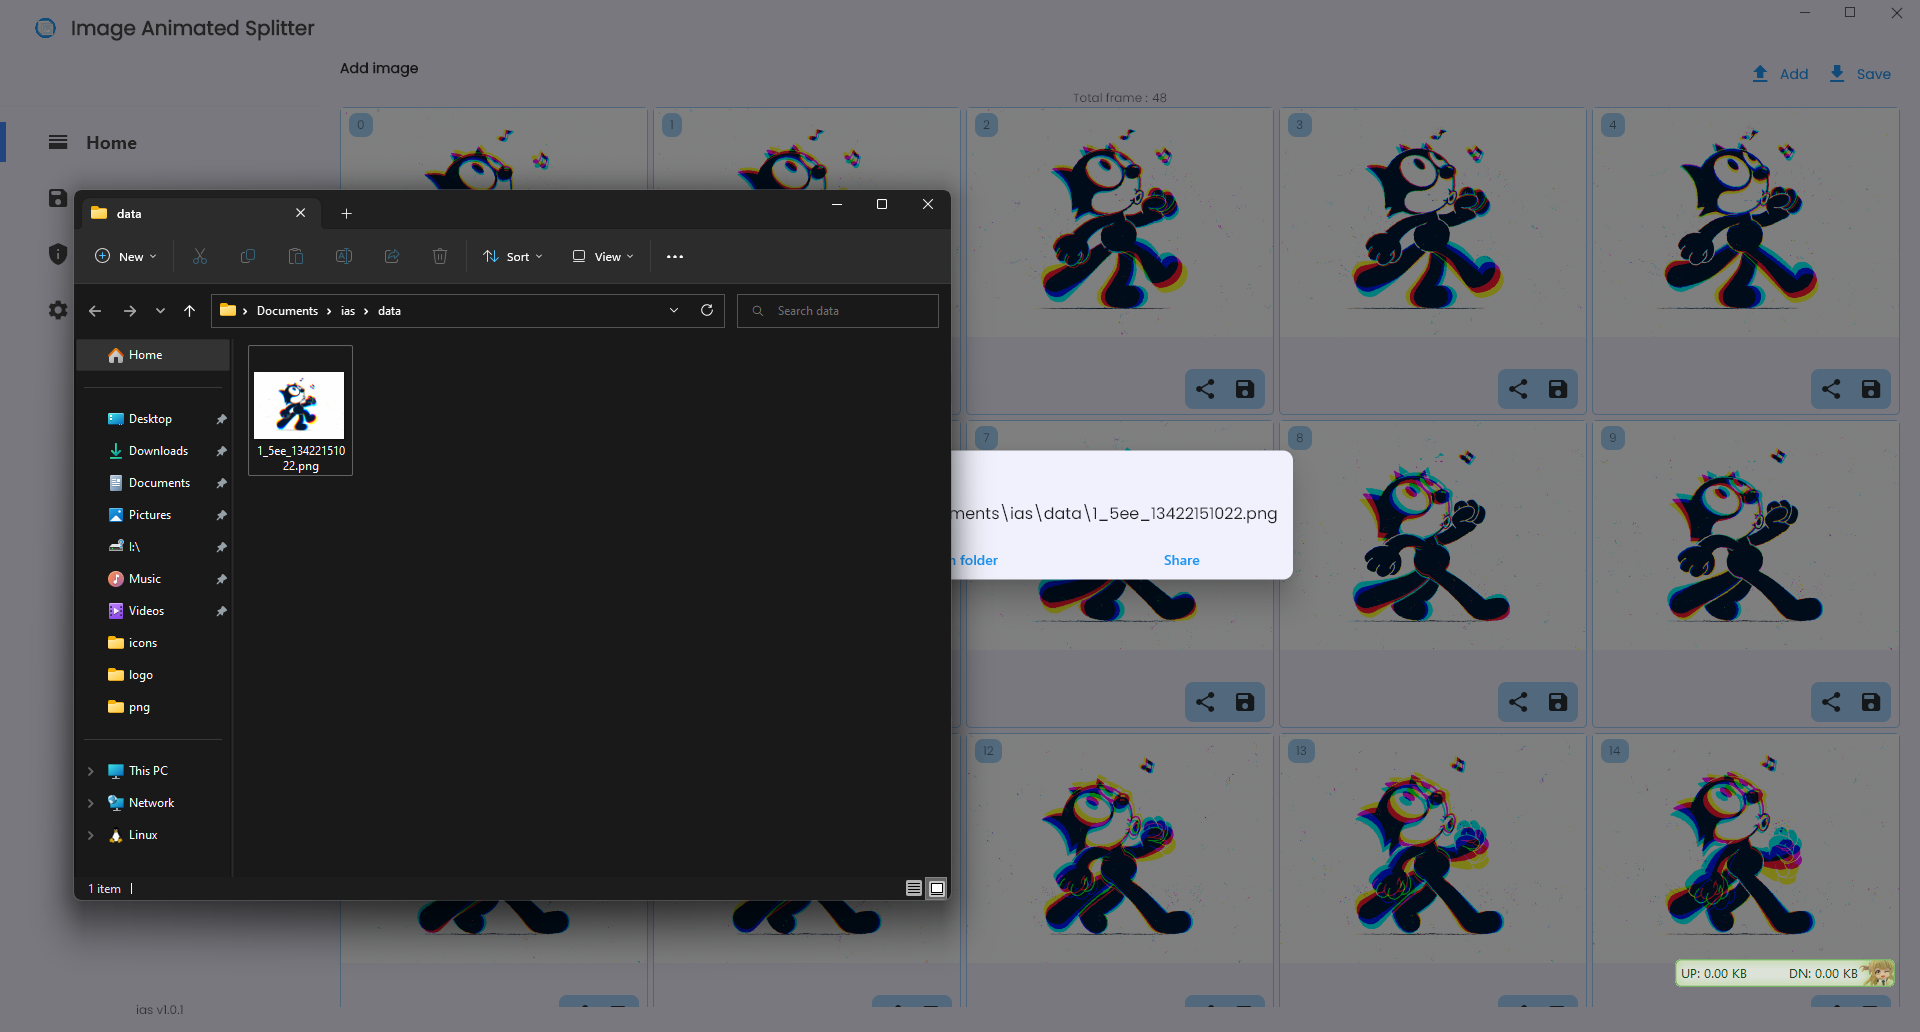 Image Animated Splitter
Add image
Add
Save
Total frame : 48
Home
0
1
2
3
4
data
New
Sort
View
Documents
ias
data
Search data
Home
Desktop
Downloads
Documents
Pictures
I:\
Music
Videos
icons
logo
png
This PC
Network
Linux
1_5ee_134221510
22.png
1 item
7
8
9
ments\ias\data\1_5ee_13422151022.png
folder
Share
12
13
14
UP: 0.00 KB
DN: 0.00 KB
ias v1.0.1